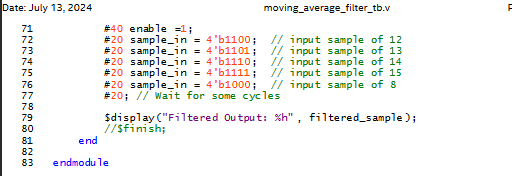 Date: July 13, 2024 moving_average_filter_tb.v
71 #40 enable =1;
72 #20 sample_in = 4'b1100; // input sample of 12
73 #20 sample_in = 4'b1101; // input sample of 13
74 #20 sample_in = 4'b1110; // input sample of 14
75 #20 sample_in = 4'b1111; // input sample of 15
76 #20 sample_in = 4'b1000; // input sample of 8
77 #20; // Wait for some cycles
78
79 $display("Filtered Output: %h", filtered_sample);
80 //$finish;
81 end
82
83 endmodule